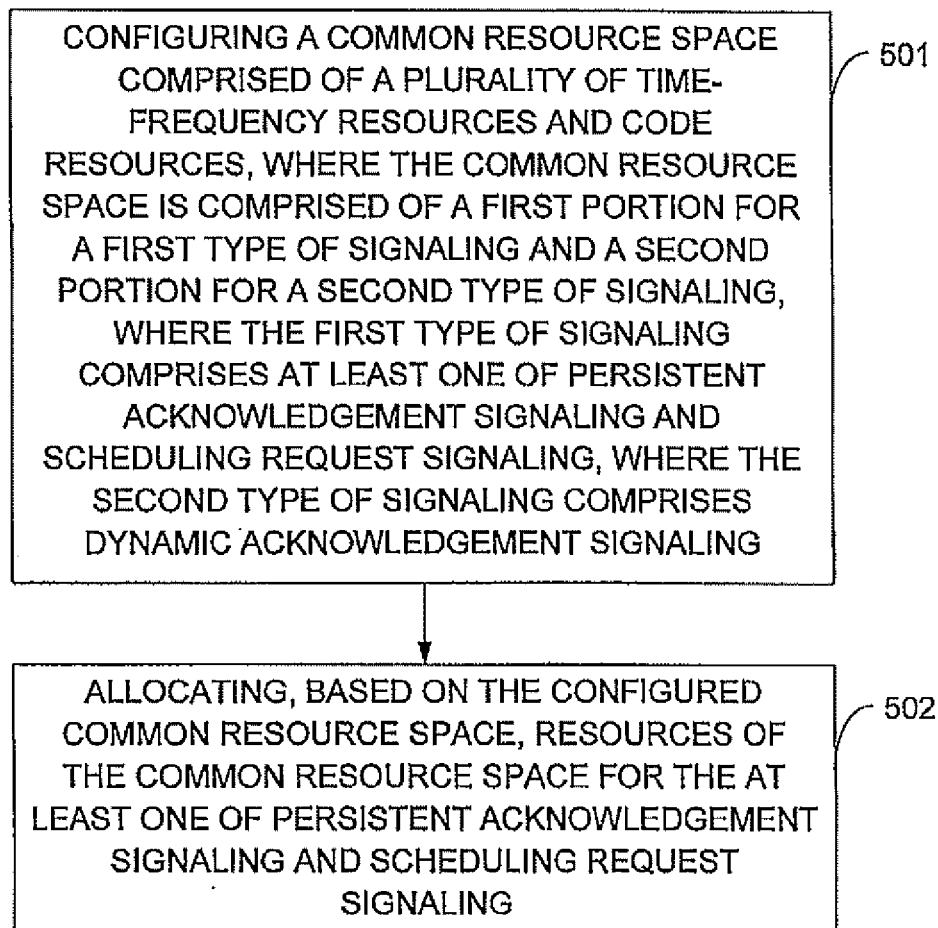 CONFIGURING A COMMON RESOURCE SPACE
COMPRISED OF A PLURALITY OF TIME-
FREQUENCY RESOURCES AND CODE
RESOURCES, WHERE THE COMMON RESOURCE
SPACE IS COMPRISED OF A FIRST PORTION FOR
A FIRST TYPE OF SIGNALING AND A SECOND
PORTION FOR A SECOND TYPE OF SIGNALING,
WHERE THE FIRST TYPE OF SIGNALING
COMPRISES AT LEAST ONE OF PERSISTENT
ACKNOWLEDGEMENT SIGNALING AND
SCHEDULING REQUEST SIGNALING, WHERE THE
SECOND TYPE OF SIGNALING COMPRISES
DYNAMIC ACKNOWLEDGEMENT SIGNALING
501
ALLOCATING, BASED ON THE CONFIGURED
COMMON RESOURCE SPACE, RESOURCES OF
THE COMMON RESOURCE SPACE FOR THE AT
LEAST ONE OF PERSISTENT ACKNOWLEDGEMENT
SIGNALING AND SCHEDULING REQUEST
SIGNALING
502